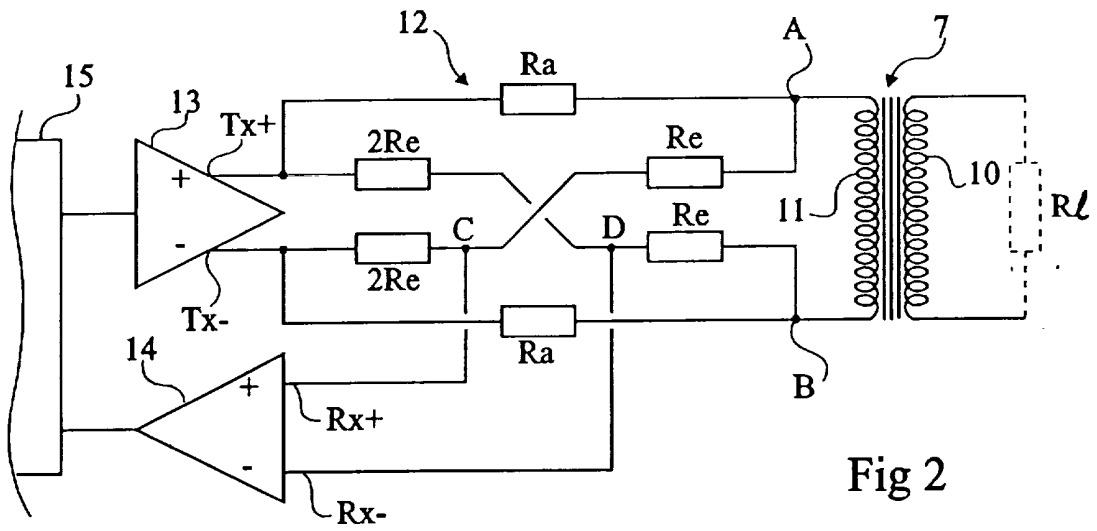 12
A
7
15
Ra
13
Tx+
2Re
Re
+
10
11
Rℓ
-
C
D
Re
2Re
Tx-
Ra
14
B
+
Rx+
-
Rx-
Fig 2